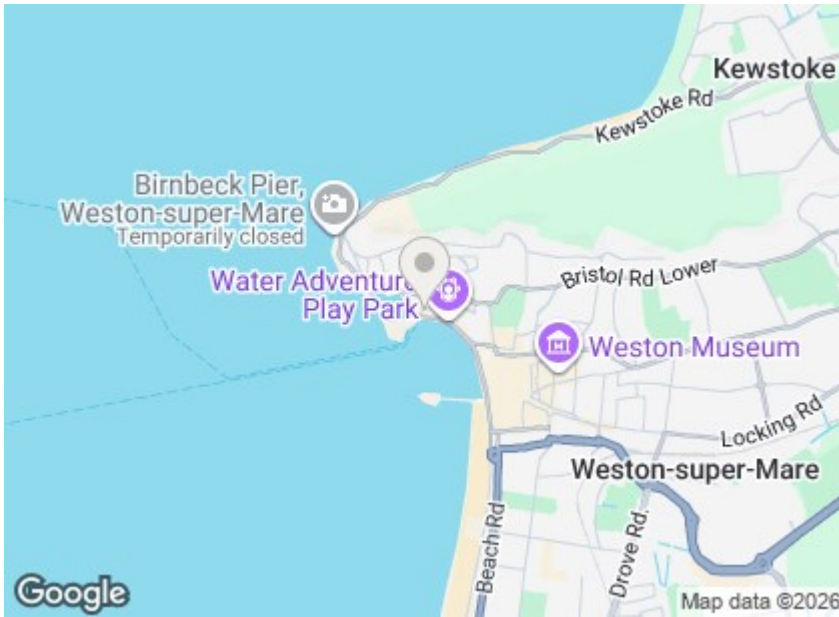 Kewstoke
Kewstoke Rd
Birnbeck Pier,
Weston-super-Mare
Temporarily closed
Bristol Rd Lower
Water Adventure
Play Park
Weston Museum
Locking Rd
Weston-super-Mare
Beach Rd
Drove Rd.
Google
Map data ©2026